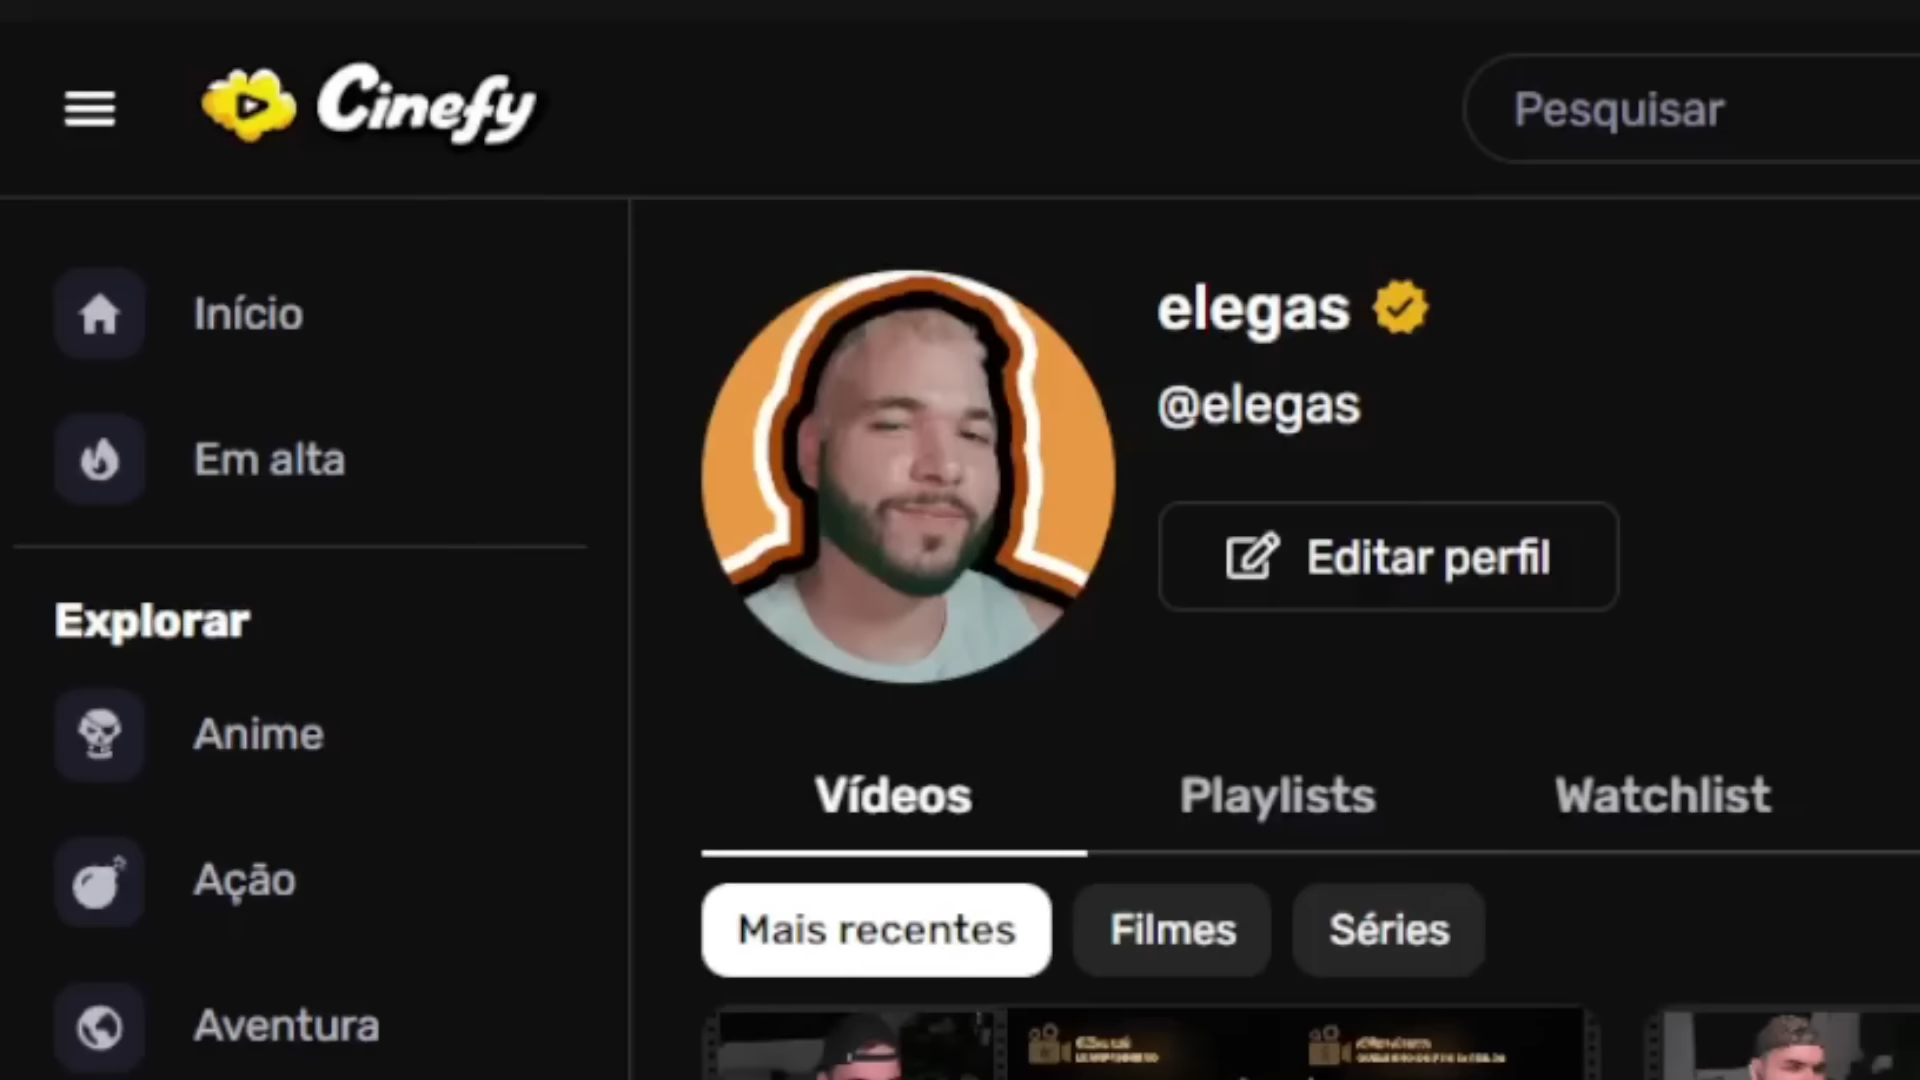 Cinefy
Pesquisar
Início
Em alta
Explorar
Anime
Ação
Aventura
elegas
@elegas
Editar perfil
Vídeos
Playlists
Watchlist
Mais recentes
Filmes
Séries